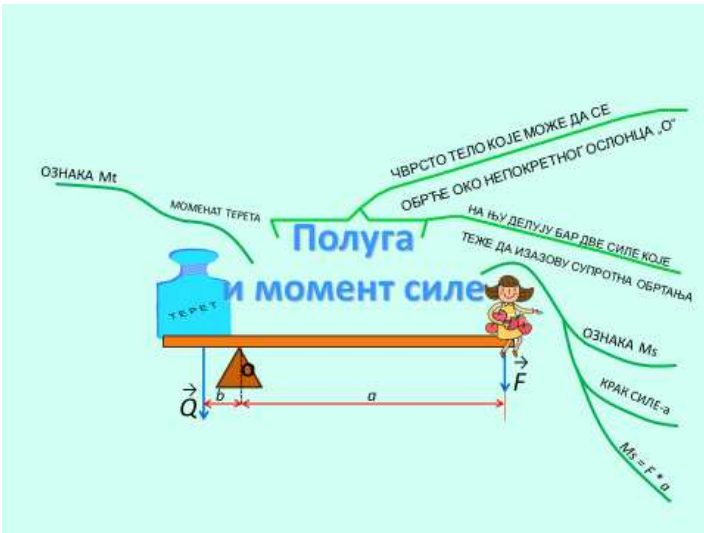 ЧВРСТО ТЕЛО КОЈЕ МОЖЕ ДА СЕ
ОБРЋЕ ОКО НЕПОКРЕТНОГ ОСЛОНЦА „О“
ОЗНАКА Mt
МОМЕНАТ ТЕРЕТА
НА ЊУ ДЕЛУЈУ БАР ДВЕ СИЛЕ КОЈЕ
ТЕЖЕ ДА ИЗАЗОВУ СУПРОТНА ОБРТАЊА
Полуга
и момент силе
ТЕРЕТ
ОЗНАКА Ms
КРАК СИЛЕ-a
Ms = F * a
O
Q
b
a
F